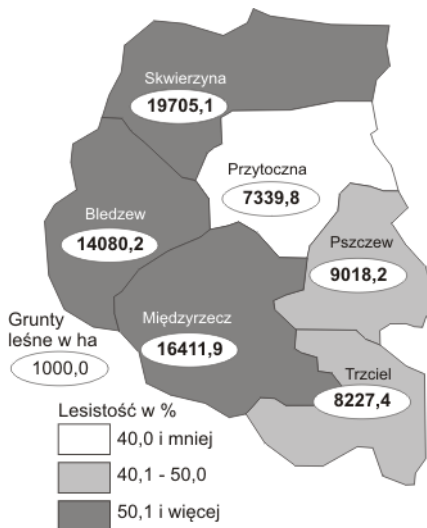 Skwierzyna
19705,1
Przytoczna
7339,8
Bledzew
14080,2
Pszczew
9018,2
Międzyrzecz
16411,9
Grunty
leśne w ha
1000,0
Trzciel
8227,4
Lesistość w %
40,0 i mniej
40,1 - 50,0
50,1 i więcej